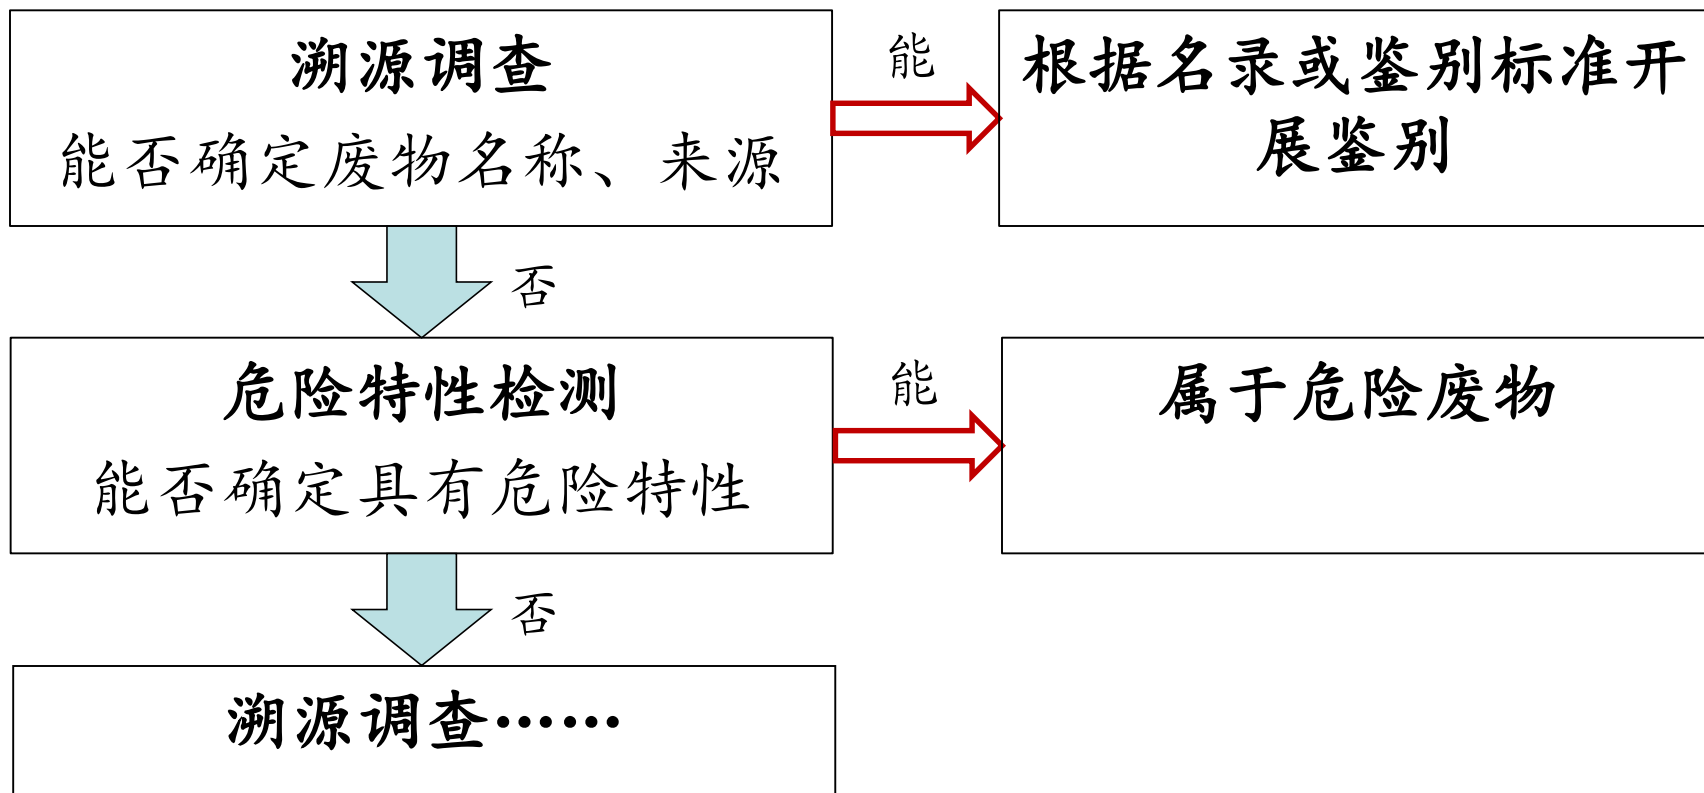 溯源调查
能否确定废物名称、来源
能
根据名录或鉴别标准开
展鉴别
否
危险特性检测
能否确定具有危险特性
能
属于危险废物
否
溯源调查……